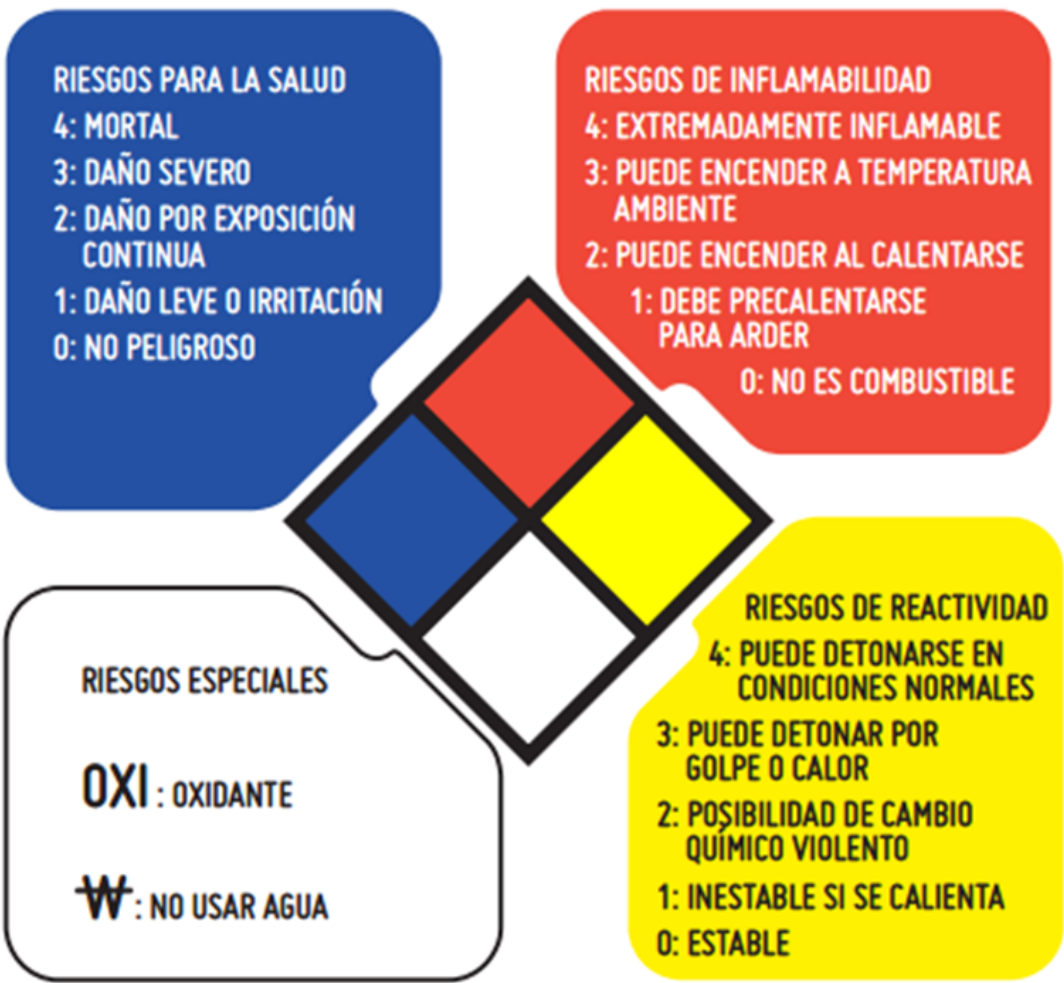 RIESGOS PARA LA SALUD
4: MORTAL
3: DAÑO SEVERO
2: DAÑO POR EXPOSICIÓN
CONTINUA
1: DAÑO LEVE O IRRITACIÓN
0: NO PELIGROSO
RIESGOS DE INFLAMABILIDAD
4: EXTREMADAMENTE INFLAMABLE
3: PUEDE ENCENDER A TEMPERATURA
AMBIENTE
2: PUEDE ENCENDER AL CALENTARSE
1: DEBE PRECALENTARSE
PARA ARDER
0: NO ES COMBUSTIBLE
RIESGOS ESPECIALES
OXI : OXIDANTE
W : NO USAR AGUA
RIESGOS DE REACTIVIDAD
4: PUEDE DETONARSE EN
CONDICIONES NORMALES
3: PUEDE DETONAR POR
GOLPE O CALOR
2: POSIBILIDAD DE CAMBIO
QUÍMICO VIOLENTO
1: INESTABLE SI SE CALIENTA
0: ESTABLE